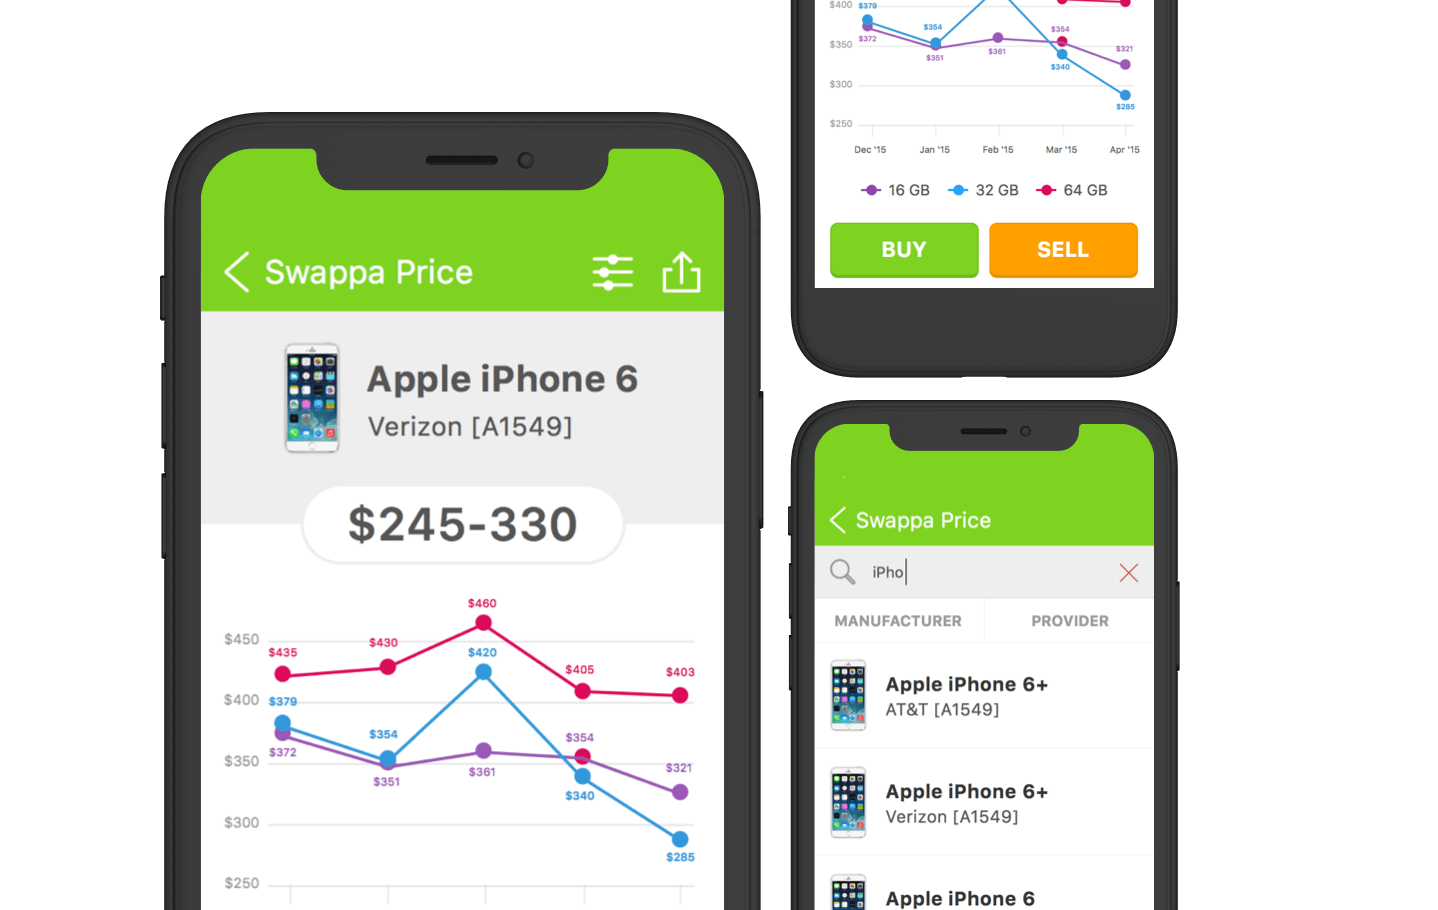 Swappa Price
Apple iPhone 6
Verizon [A1549]
$245-330
$460
$450
$430
$435
$420
$405
$403
$400
$379
$354
$354
$350
$372
$351
$361
$321
$340
$300
$285
$250
$400
$379
$354
$354
$350
$372
$351
$361
$321
$340
$300
$285
$250
Dec '15 Jan '15 Feb '15 Mar '15 Apr '15
16 GB 32 GB 64 GB
BUY SELL
Swappa Price
iPho
MANUFACTURER PROVIDER
Apple iPhone 6+
AT&T [A1549]
Apple iPhone 6+
Verizon [A1549]
Apple iPhone 6